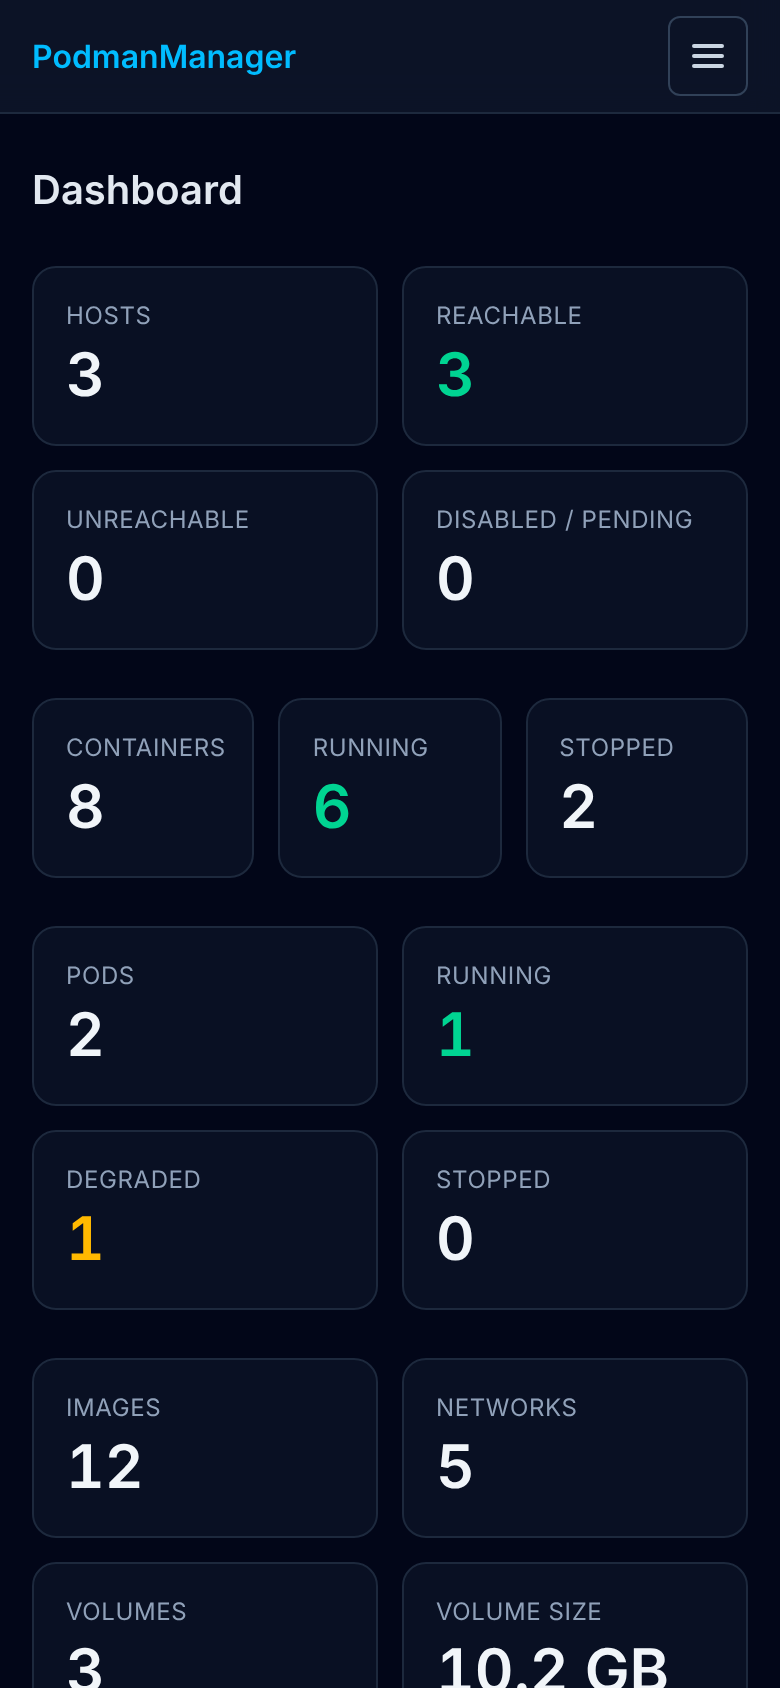 PodmanManager
Dashboard
HOSTS
3
REACHABLE
3
UNREACHABLE
0
DISABLED / PENDING
0
CONTAINERS
8
RUNNING
6
STOPPED
2
PODS
2
RUNNING
1
DEGRADED
1
STOPPED
0
IMAGES
12
NETWORKS
5
VOLUMES
3
VOLUME SIZE
10.2 GB